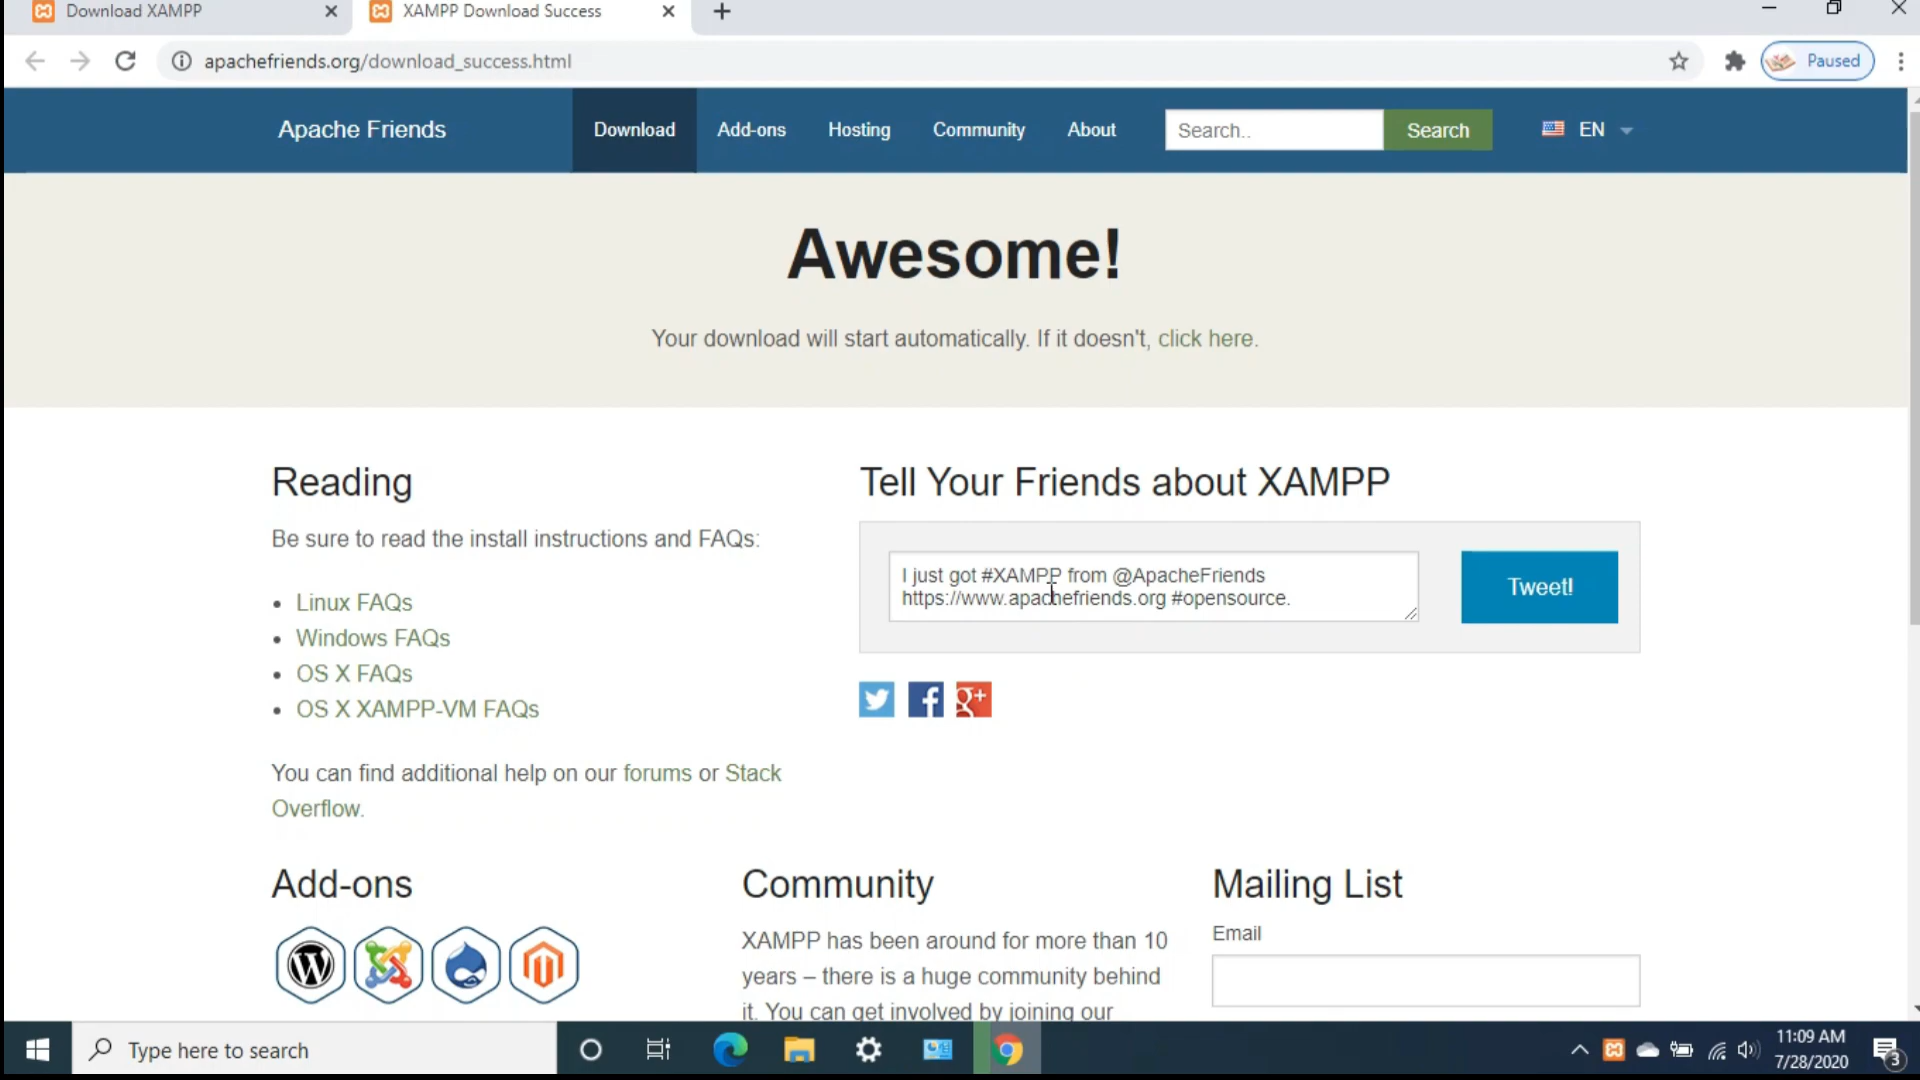 Download XAMPP
XAMPP Download Success
apachefriends.org/download_success.html
Paused
Apache Friends
Download
Add-ons
Hosting
Community
About
Search..
Search
EN
Awesome!
Your download will start automatically. If it doesn't, click here.
Reading
Be sure to read the install instructions and FAQs:
Linux FAQs
Windows FAQs
OS X FAQs
OS X XAMPP-VM FAQs
You can find additional help on our forums or Stack
Overflow.
Tell Your Friends about XAMPP
I just got #XAMPP from @ApacheFriends
https://www.apachefriends.org #opensource.
Tweet!
g+
Add-ons
Community
XAMPP has been around for more than 10
years – there is a huge community behind
it. You can get involved by joining our
Mailing List
Email
Type here to search
11:09 AM
7/28/2020
3